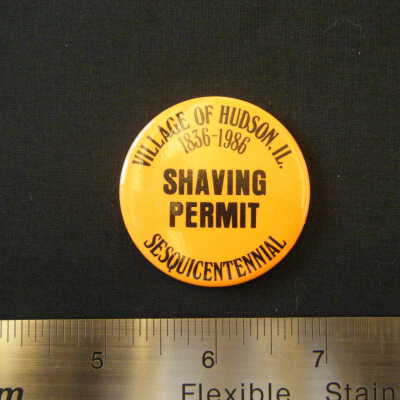 VILLAGE OF HUDSON, IL.
1836-1986
SHAVING
PERMIT
SESQUICENTENNIAL
5 6 7
m Flexible Stain